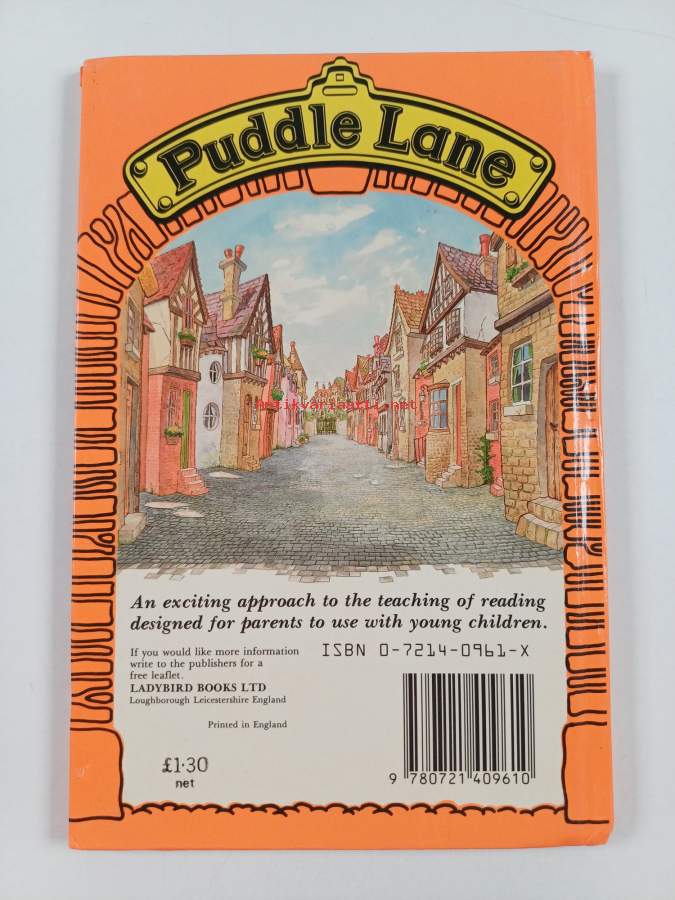 Puddle Lane
antikvariaatti.net
An exciting approach to the teaching of reading
designed for parents to use with young children.
If you would like more information
write to the publishers for a
free leaflet.
LADYBIRD BOOKS LTD
Loughborough Leicestershire England
Printed in England
£1·30
net
ISBN 0-7214-0961-X
9 780721 409610